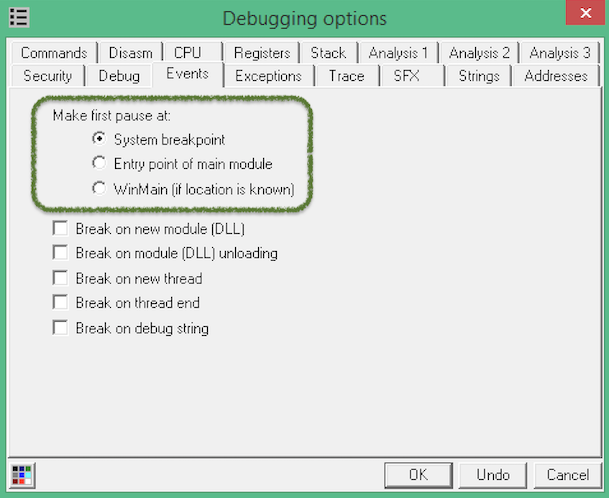 Debugging options
Commands Disasm CPU Registers Stack Analysis 1 Analysis 2 Analysis 3
Security Debug Events Exceptions Trace SFX Strings Addresses
Make first pause at:
System breakpoint
Entry point of main module
WinMain (if location is known)
Break on new module (DLL)
Break on module (DLL) unloading
Break on new thread
Break on thread end
Break on debug string
OK Undo Cancel